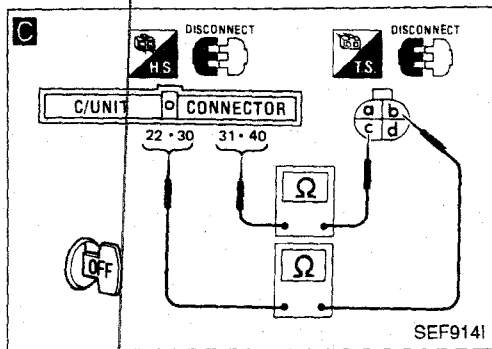 C
DISCONNECT
DISCONNECT
H.S
T.S.
C/UNIT O CONNECTOR
22・30 31・40
a b
c d
Ω
Ω
OFF
SEF914I